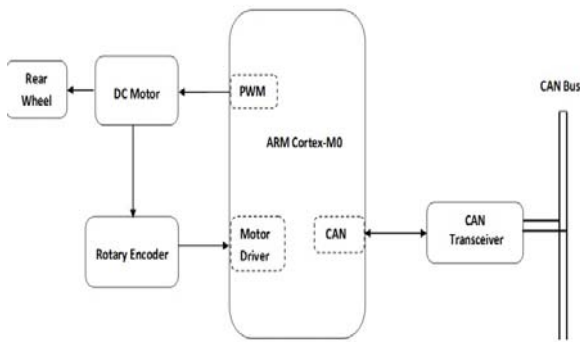 Rear
Wheel
DC Motor
PWM
CAN Bus
ARM Cortex-M0
Rotary Encoder
Motor
Driver
CAN
CAN
Transceiver